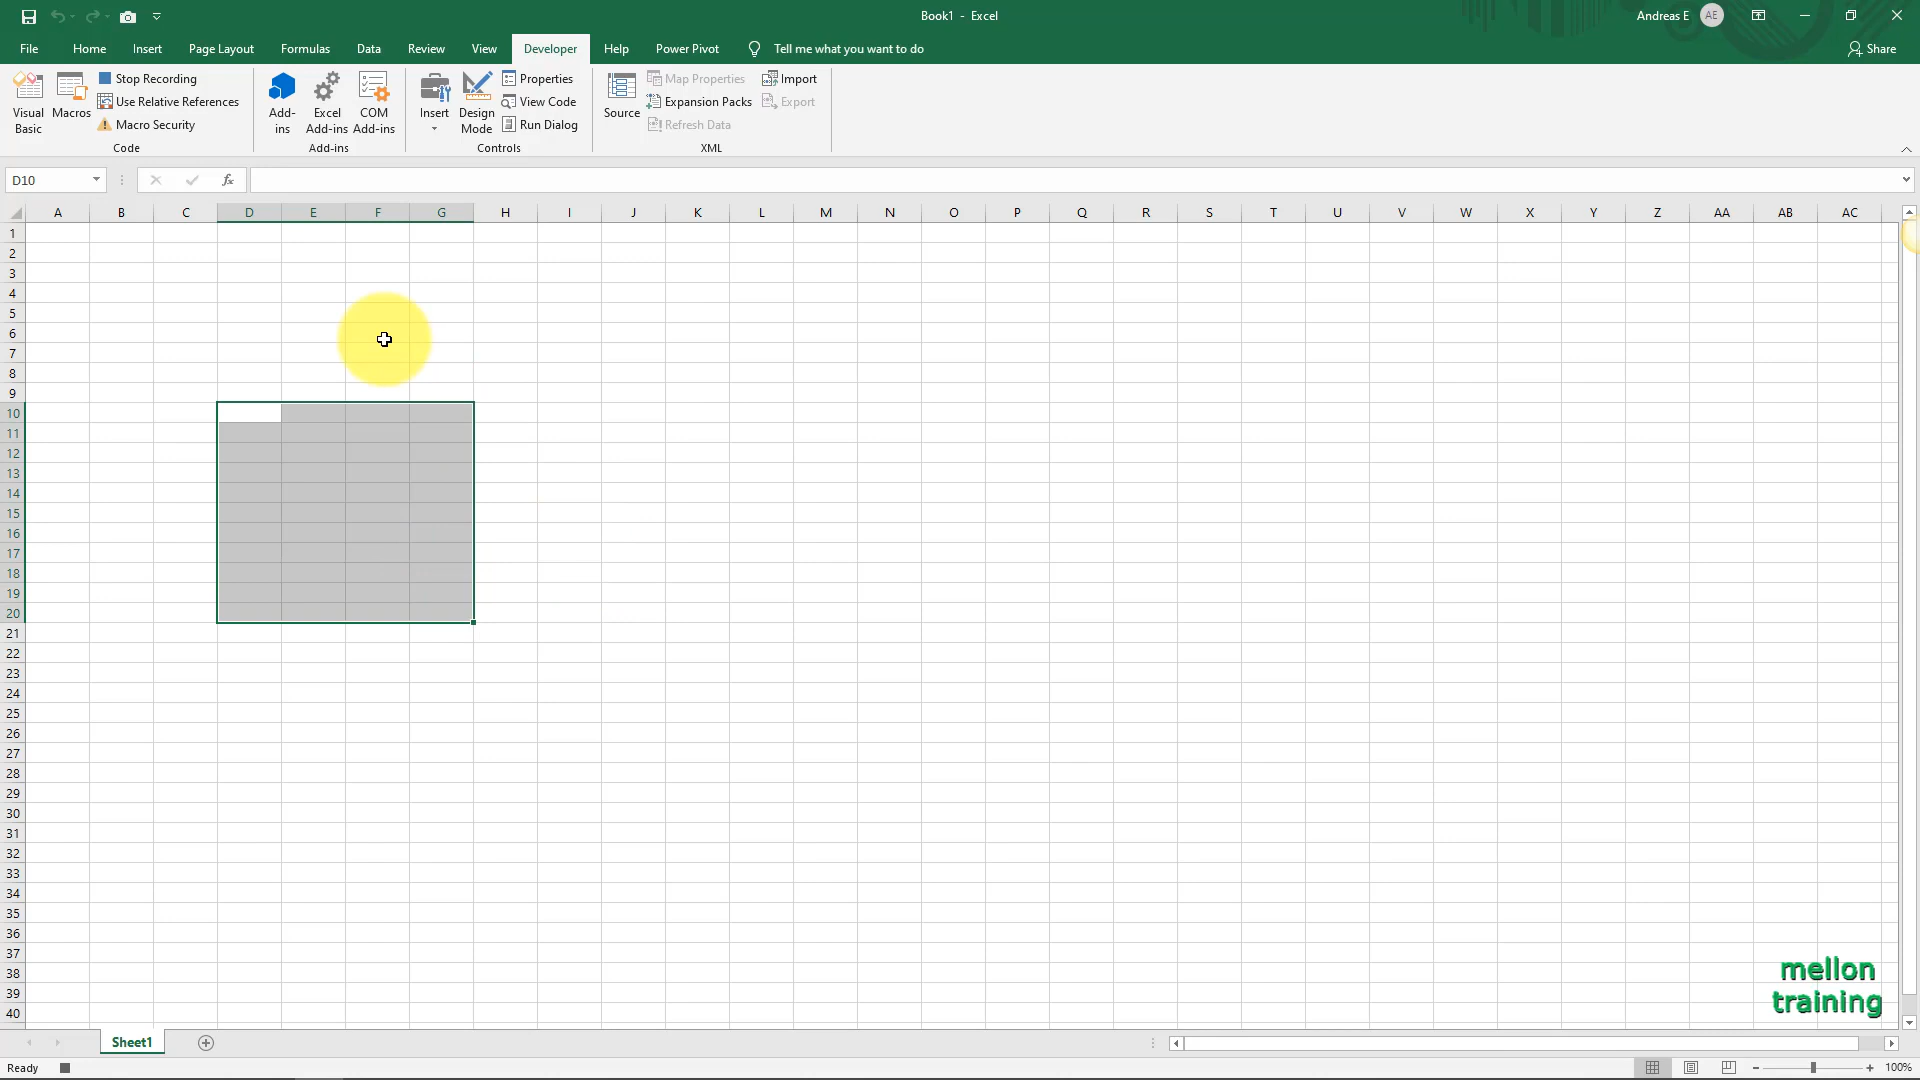 Book1 - Excel
Andreas E AE
File Home Insert Page Layout Formulas Data Review View Developer Help Power Pivot Tell me what you want to do Share
Visual Basic
Macros
Stop Recording
Use Relative References
Macro Security
Code
Add-ins
Excel Add-ins
COM Add-ins
Add-ins
Insert
Design Mode
Properties
View Code
Run Dialog
Controls
Source
Map Properties
Expansion Packs
Refresh Data
Import
Export
XML
D10 fx
A B C D E F G H I J K L M N O P Q R S T U V W X Y Z AA AB AC
1
2
3
4
5
6
7
8
9
10
11
12
13
14
15
16
17
18
19
20
21
22
23
24
25
26
27
28
29
30
31
32
33
34
35
36
37
38
39
40
mellon
training
Sheet1
Ready 100%